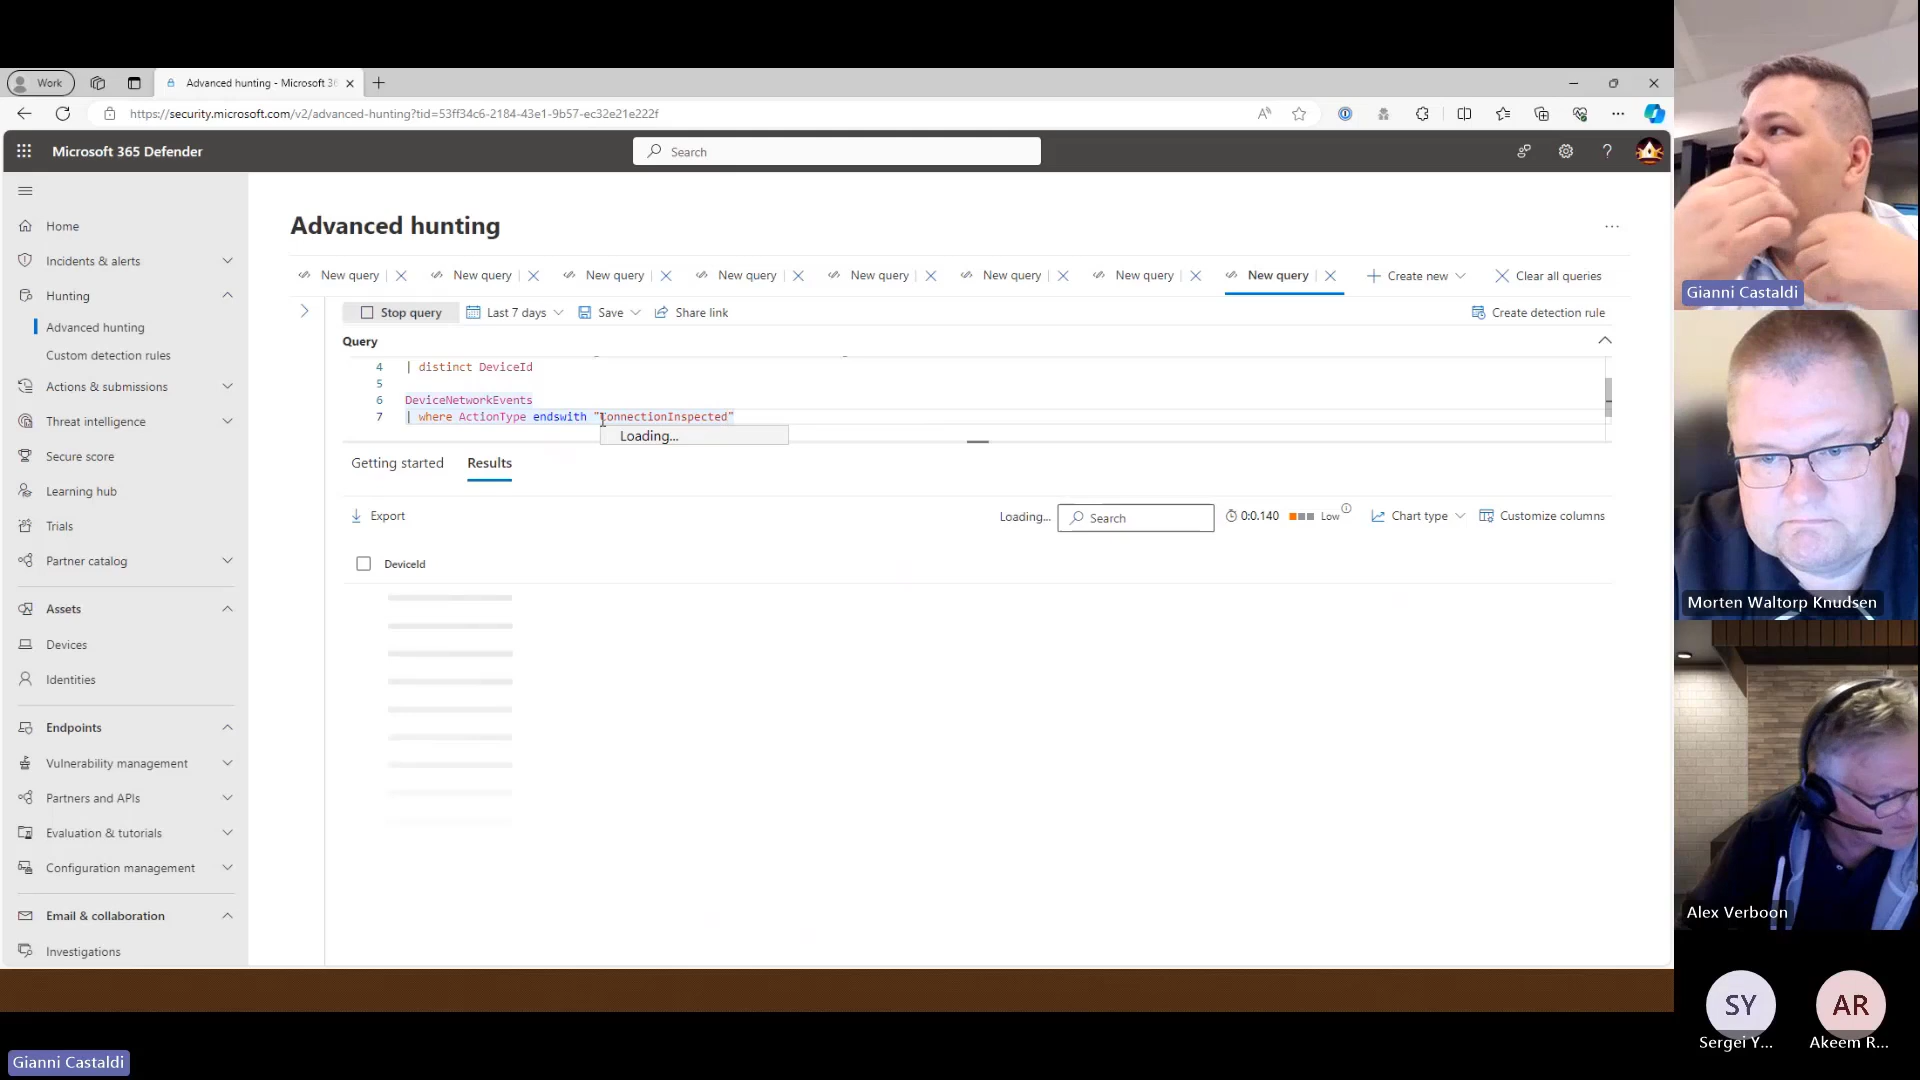 Work
Advanced hunting - Microsoft 36
https://security.microsoft.com/v2/advanced-hunting?tid=53ff34c6-2184-43e1-9b57-ec32e21e222f
Microsoft 365 Defender
Search
Home
Incidents & alerts
Hunting
Advanced hunting
Custom detection rules
Actions & submissions
Threat intelligence
Secure score
Learning hub
Trials
Partner catalog
Assets
Devices
Identities
Endpoints
Vulnerability management
Partners and APIs
Evaluation & tutorials
Configuration management
Email & collaboration
Investigations
Advanced hunting
New query New query New query New query New query New query New query New query Create new Clear all queries
Stop query Last 7 days Save Share link Create detection rule
Query
4 | distinct DeviceId
5
6 DeviceNetworkEvents
7 | where ActionType endswith "ConnectionInspected"
Loading...
Getting started Results
Export Loading... Search 0:0.140 Low Chart type Customize columns
DeviceId
Gianni Castaldi
Morten Waltorp Knudsen
Alex Verboon
SY AR
Sergei Y... Akeem R...
Gianni Castaldi